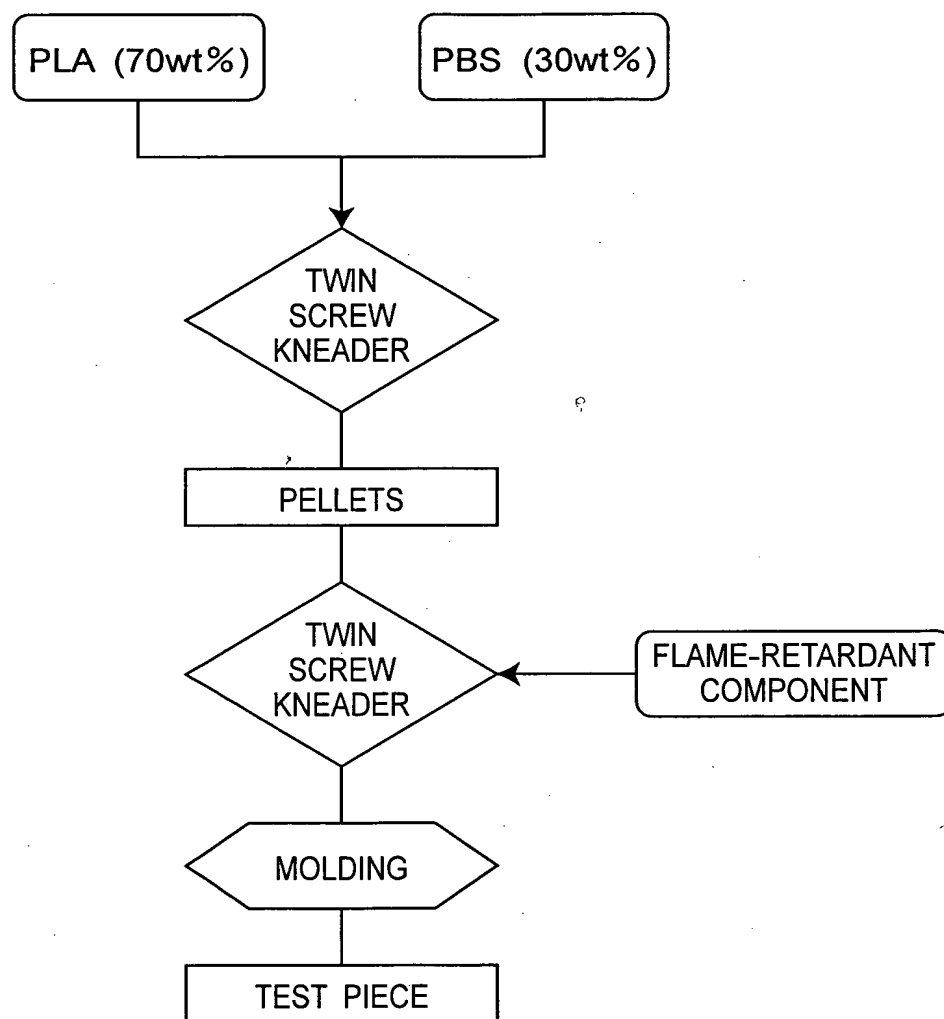 PLA (70wt%)
PBS (30wt%)
TWIN
SCREW
KNEADER
PELLETS
TWIN
SCREW
KNEADER
FLAME-RETARDANT
COMPONENT
MOLDING
TEST PIECE